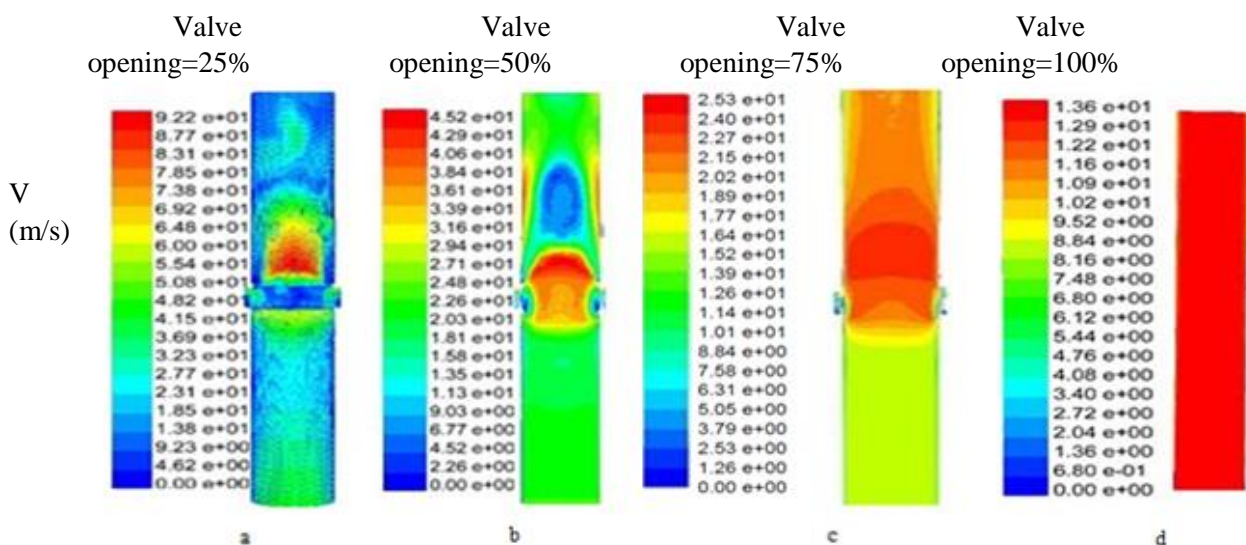 Valve
opening=25%
Valve
opening=50%
Valve
opening=75%
Valve
opening=100%
V
(m/s)
9.22 e+01
8.77 e+01
8.31 e+01
7.85 e+01
7.38 e+01
6.92 e+01
6.48 e+01
6.00 e+01
5.54 e+01
5.08 e+01
4.82 e+01
4.15 e+01
3.69 e+01
3.23 e+01
2.77 e+01
2.31 e+01
1.85 e+01
1.38 e+01
9.23 e+00
4.62 e+00
0.00 e+00
a
4.52 e+01
4.29 e+01
4.06 e+01
3.84 e+01
3.61 e+01
3.39 e+01
3.16 e+01
2.94 e+01
2.71 e+01
2.48 e+01
2.26 e+01
2.03 e+01
1.81 e+01
1.58 e+01
1.35 e+01
1.13 e+01
9.03 e+00
6.77 e+00
4.52 e+00
2.26 e+00
0.00 e+00
b
2.53 e+01
2.40 e+01
2.27 e+01
2.15 e+01
2.02 e+01
1.89 e+01
1.77 e+01
1.64 e+01
1.52 e+01
1.39 e+01
1.26 e+01
1.14 e+01
1.01 e+01
8.84 e+00
7.58 e+00
6.31 e+00
5.05 e+00
3.79 e+00
2.53 e+00
1.26 e+00
0.00 e+00
c
1.36 e+01
1.29 e+01
1.22 e+01
1.16 e+01
1.09 e+01
1.02 e+01
9.52 e+00
8.84 e+00
8.16 e+00
7.48 e+00
6.80 e+00
6.12 e+00
5.44 e+00
4.76 e+00
4.08 e+00
3.40 e+00
2.72 e+00
2.04 e+00
1.36 e+00
6.80 e-01
0.00 e+00
d